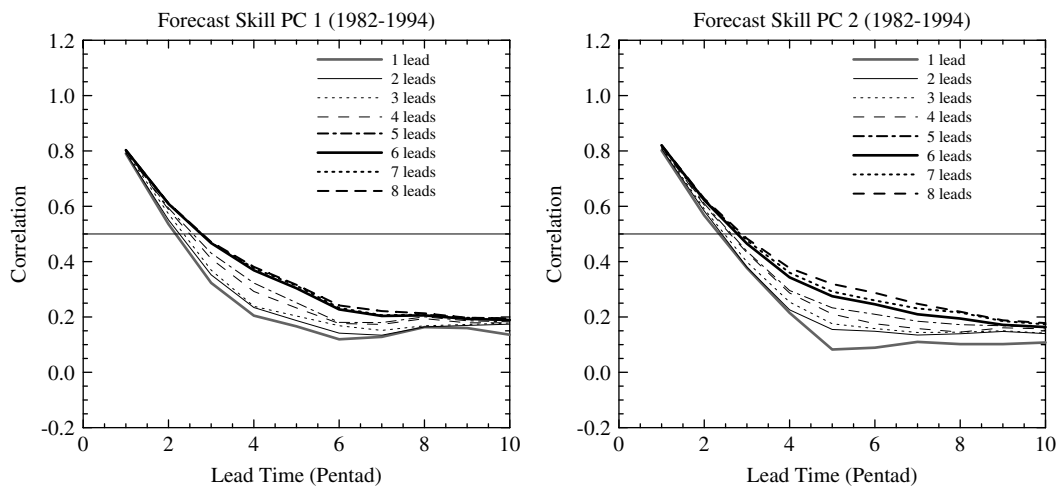 Forecast Skill PC 1 (1982-1994)
1.2
1.0
0.8
0.6
0.4
0.2
0.0
-0.2
Correlation
1 lead
2 leads
3 leads
4 leads
5 leads
6 leads
7 leads
8 leads
0 2 4 6 8 10
Lead Time (Pentad)
Forecast Skill PC 2 (1982-1994)
1.2
1.0
0.8
0.6
0.4
0.2
0.0
-0.2
Correlation
1 lead
2 leads
3 leads
4 leads
5 leads
6 leads
7 leads
8 leads
0 2 4 6 8 10
Lead Time (Pentad)